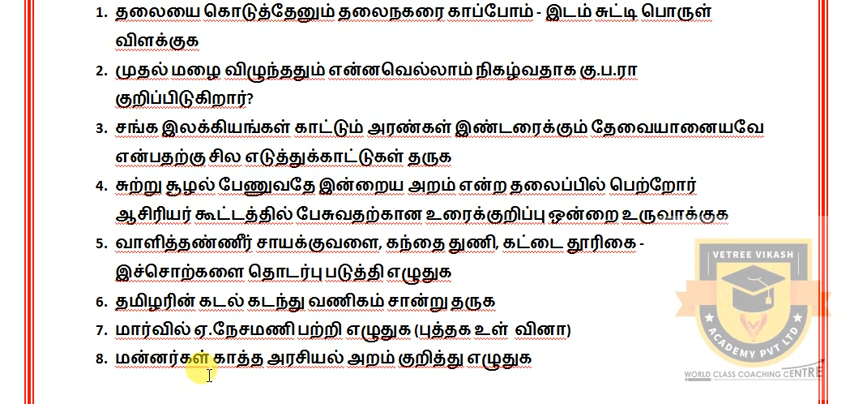 1. தலையை கொடுத்தேனும் தலைநகரை காப்போம் - இடம் சுட்டி பொருள்
விளக்குக
2. முதல் மழை விழுந்ததும் என்னவெல்லாம் நிகழ்வதாக கு.ப.ரா
குறிப்பிடுகிறார்?
3. சங்க இலக்கியங்கள் காட்டும் அரண்கள் இண்டரைக்கும் தேவையானயவே
என்பதற்கு சில எடுத்துக்காட்டுகள் தருக
4. சுற்று சூழல் பேணுவதே இன்றைய அறம் என்ற தலைப்பில் பெற்றோர்
ஆசிரியர் கூட்டத்தில் பேசுவதற்கான உரைக்குறிப்பு ஒன்றை உருவாக்குக
5. வாளித்தண்ணீர் சாயக்குவளை, கந்தை துணி, கட்டை தூரிகை -
இச்சொற்களை தொடர்பு படுத்தி எழுதுக
6. தமிழரின் கடல் கடந்து வணிகம் சான்று தருக
7. மார்வில் ஏ.நேசமணி பற்றி எழுதுக (புத்தக உள் வினா)
8. மன்னர்கள் காத்த அரசியல் அறம் குறித்து எழுதுக
VETREE VIKASH
ACADEMY PVT LTD
WORLD CLASS COACHING CENTRE